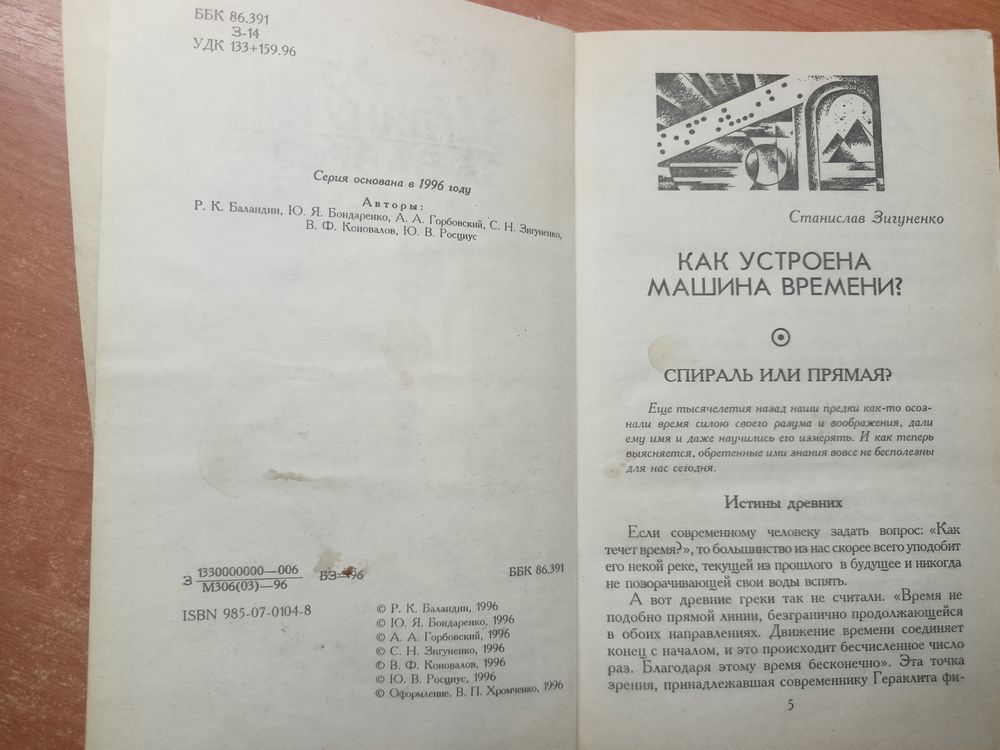 ББК 86.391
З-14
УДК 133+159.96
Серия основана в 1996 году
Авторы:
Р. К. Баландин, Ю. Я. Бондаренко, А. А. Горбовский, С. Н. Зигуненко,
В. Ф. Коновалов, Ю. В. Росциус
З 1330000000—006
М306(03)—96
БЗ—96
ББК 86.391
ISBN 985-07-0104-8
© Р. К. Баландин, 1996
© Ю. Я. Бондаренко, 1996
© А. А. Горбовский, 1996
© С. Н. Зигуненко, 1996
© В. Ф. Коновалов, 1996
© Ю. В. Росциус, 1996
© Оформление. В. П. Хромченко, 1996
Станислав Зигуненко
КАК УСТРОЕНА
МАШИНА ВРЕМЕНИ?
СПИРАЛЬ ИЛИ ПРЯМАЯ?
Еще тысячелетия назад наши предки как-то осоз-
нали время силою своего разума и воображения, дали
ему имя и даже научились его измерять. И как теперь
выясняется, обретенные ими знания вовсе не бесполезны
для нас сегодня.
Истины древних
Если современному человеку задать вопрос: «Как
течет время?», то большинство из нас скорее всего уподобит
его некой реке, текущей из прошлого в будущее и никогда
не поворачивающей свои воды вспять.
А вот древние греки так не считали. «Время не
подобно прямой линии, безгранично продолжающейся
в обоих направлениях. Движение времени соединяет
конец с началом, и это происходит бесчисленное число
раз. Благодаря этому время бесконечно». Эта точка
зрения, принадлежавшая современнику Гераклита фи-
5